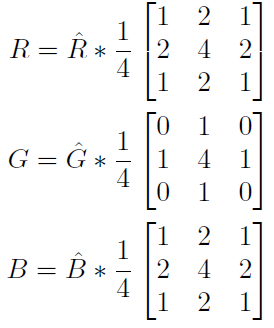 R = R̂ ∗ 1/4 [1 2 1; 2 4 2; 1 2 1]
G = Ĝ ∗ 1/4 [0 1 0; 1 4 1; 0 1 0]
B = B̂ ∗ 1/4 [1 2 1; 2 4 2; 1 2 1]